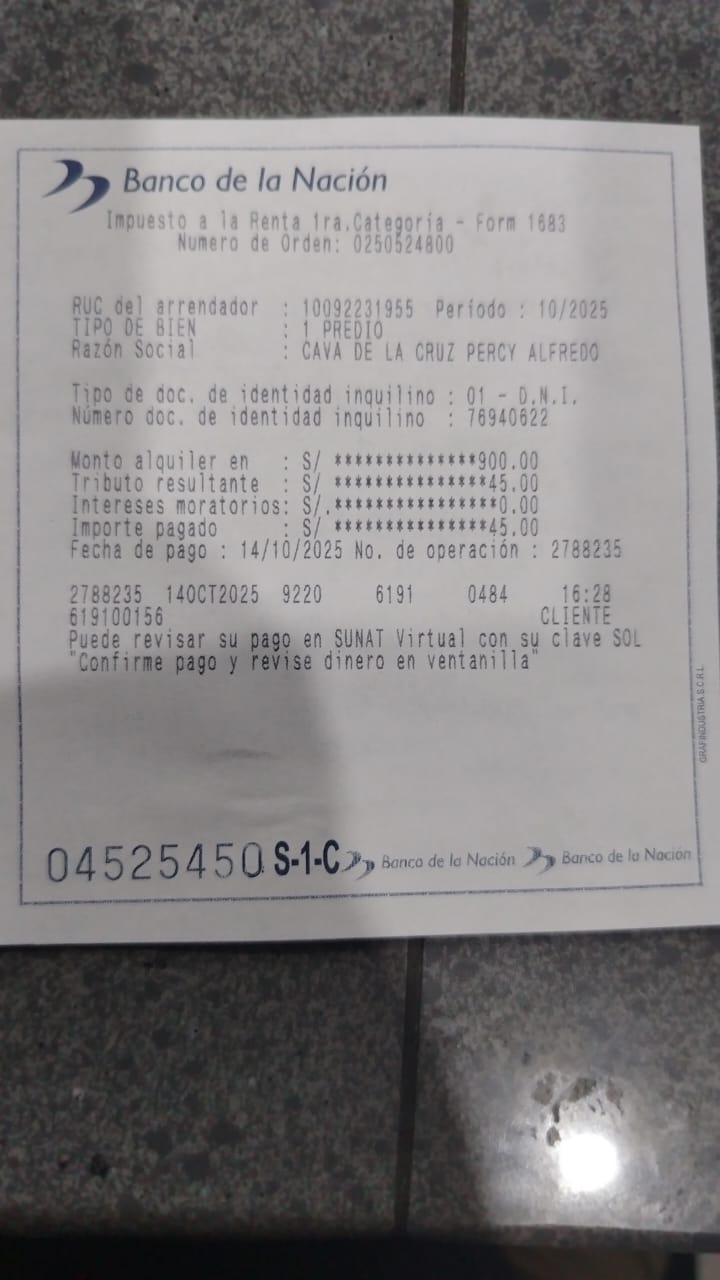 Banco de la Nación
Impuesto a la Renta 1ra.Categoría - Form 1683
Numero de Orden: 0250524800
RUC del arrendador : 10092231955 Período : 10/2025
TIPO DE BIEN : 1 PREDIO
Razón Social : CAVA DE LA CRUZ PERCY ALFREDO
Tipo de doc. de identidad inquilino : 01 - D.N.I.
Número doc. de identidad inquilino : 76940622
Monto alquiler en : S/ **************900.00
Tributo resultante : S/ ***************45.00
Intereses moratorios: S/.****************0.00
Importe pagado : S/ ***************45.00
Fecha de pago : 14/10/2025 No. de operación : 2788235
2788235 14OCT2025 9220 6191 0484 16:28
619100156 CLIENTE
Puede revisar su pago en SUNAT Virtual con su clave SOL
"Confirme pago y revise dinero en ventanilla"
GRAFINDUSTRIA S.C.R.L
04525450 S-1-C Banco de la Nación Banco de la Nación